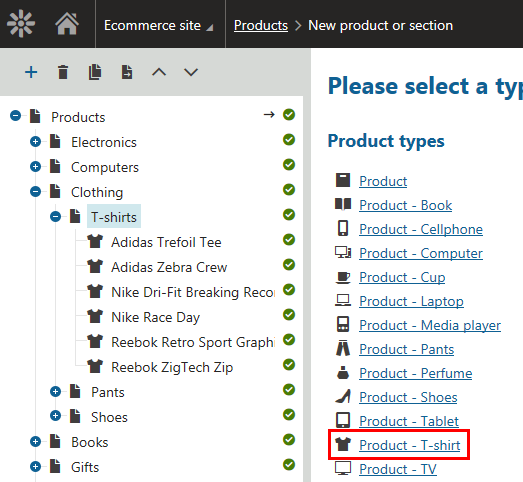 Ecommerce site
Products > New product or section
Products
Electronics
Computers
Clothing
T-shirts
Adidas Trefoil Tee
Adidas Zebra Crew
Nike Dri-Fit Breaking Recor
Nike Race Day
Reebok Retro Sport Graphi
Reebok ZigTech Zip
Pants
Shoes
Books
Gifts
Please select a typ
Product types
Product
Product - Book
Product - Cellphone
Product - Computer
Product - Cup
Product - Laptop
Product - Media player
Product - Pants
Product - Perfume
Product - Shoes
Product - Tablet
Product - T-shirt
Product - TV